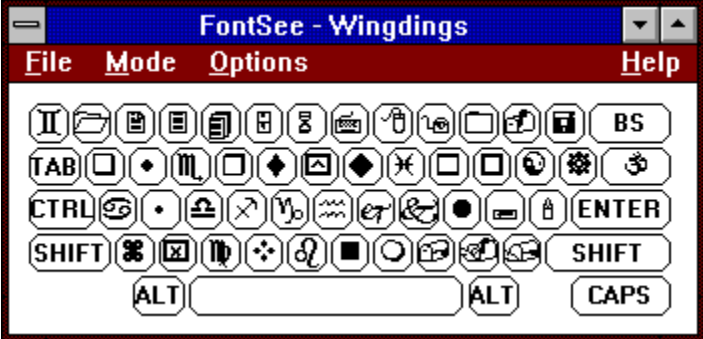 FontSee - Wingdings
File Mode Options Help
BS
TAB
CTRL ENTER
SHIFT SHIFT
ALT ALT CAPS